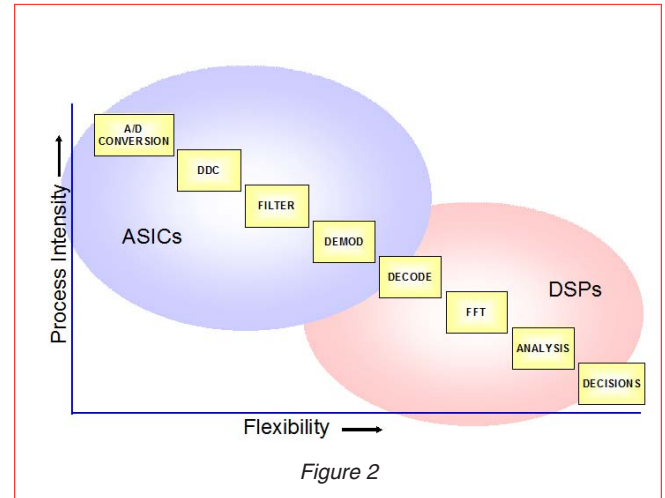 A/D
CONVERSION
DDC
FILTER
ASICs
DEMOD
DECODE
DSPs
FFT
ANALYSIS
DECISIONS
Process Intensity
Flexibility
Figure 2